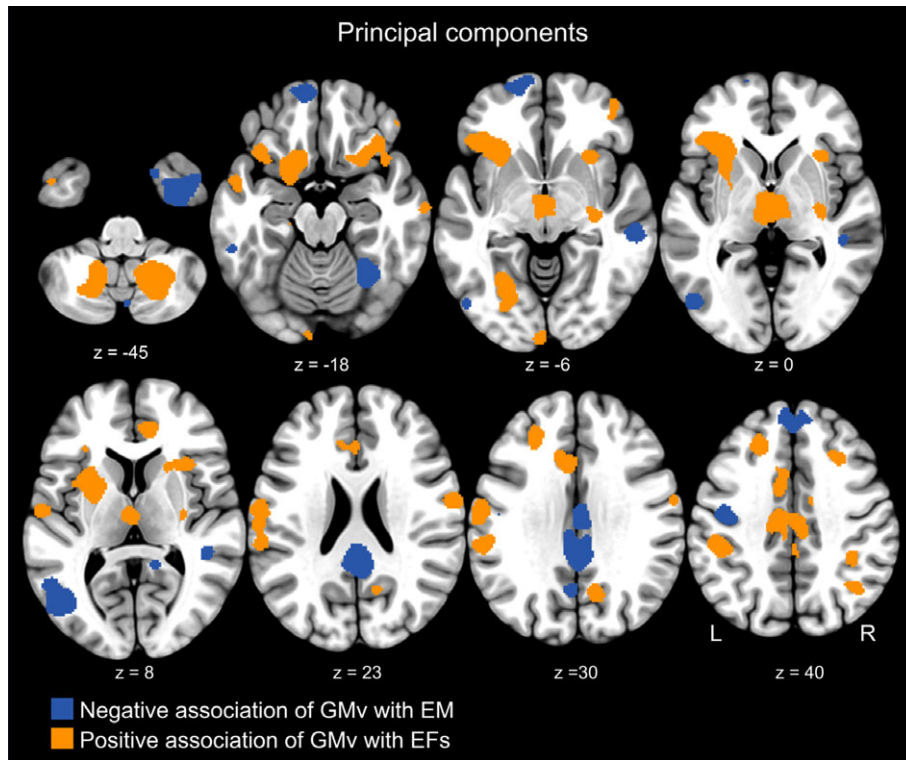 Principal components
z = -45
z = -18
z = -6
z = 0
L R
z = 8
z = 23
z =30
z = 40
Negative association of GMv with EM
Positive association of GMv with EFs